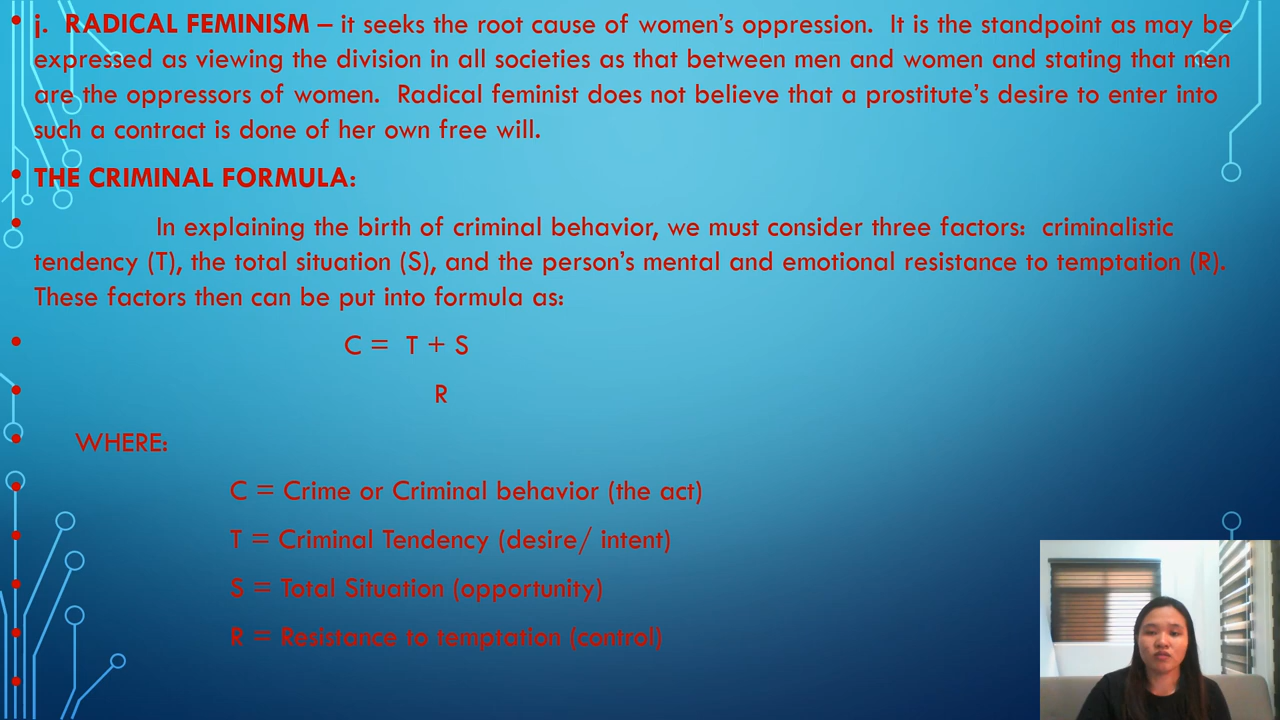 • j. RADICAL FEMINISM – it seeks the root cause of women’s oppression. It is the standpoint as may be
expressed as viewing the division in all societies as that between men and women and stating that men
are the oppressors of women. Radical feminist does not believe that a prostitute’s desire to enter into
such a contract is done of her own free will.
• THE CRIMINAL FORMULA:
• In explaining the birth of criminal behavior, we must consider three factors: criminalistic
tendency (T), the total situation (S), and the person’s mental and emotional resistance to temptation (R).
These factors then can be put into formula as:
• C = T + S
• R
• WHERE:
• C = Crime or Criminal behavior (the act)
• T = Criminal Tendency (desire/ intent)
• S = Total Situation (opportunity)
• R = Resistance to temptation (control)
•